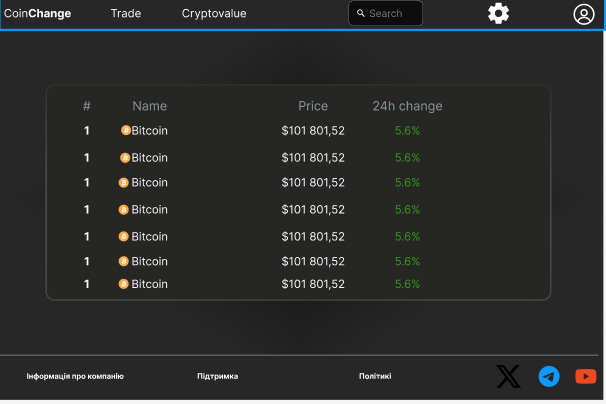 CoinChange Trade Cryptovalue Search
# Name Price 24h change
1 Bitcoin $101 801,52 5.6%
1 Bitcoin $101 801,52 5.6%
1 Bitcoin $101 801,52 5.6%
1 Bitcoin $101 801,52 5.6%
1 Bitcoin $101 801,52 5.6%
1 Bitcoin $101 801,52 5.6%
1 Bitcoin $101 801,52 5.6%
Інформація про компанію Підтримка Політикі